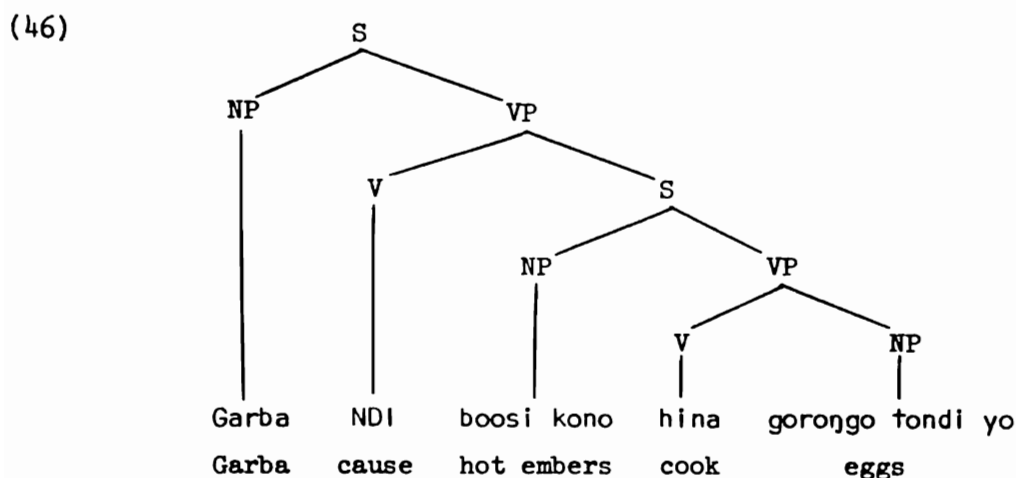 (46)
S
NP VP
V S
NP VP
V NP
Garba NDI boosi kono hina goroŋgo tondi yo
Garba cause hot embers cook eggs